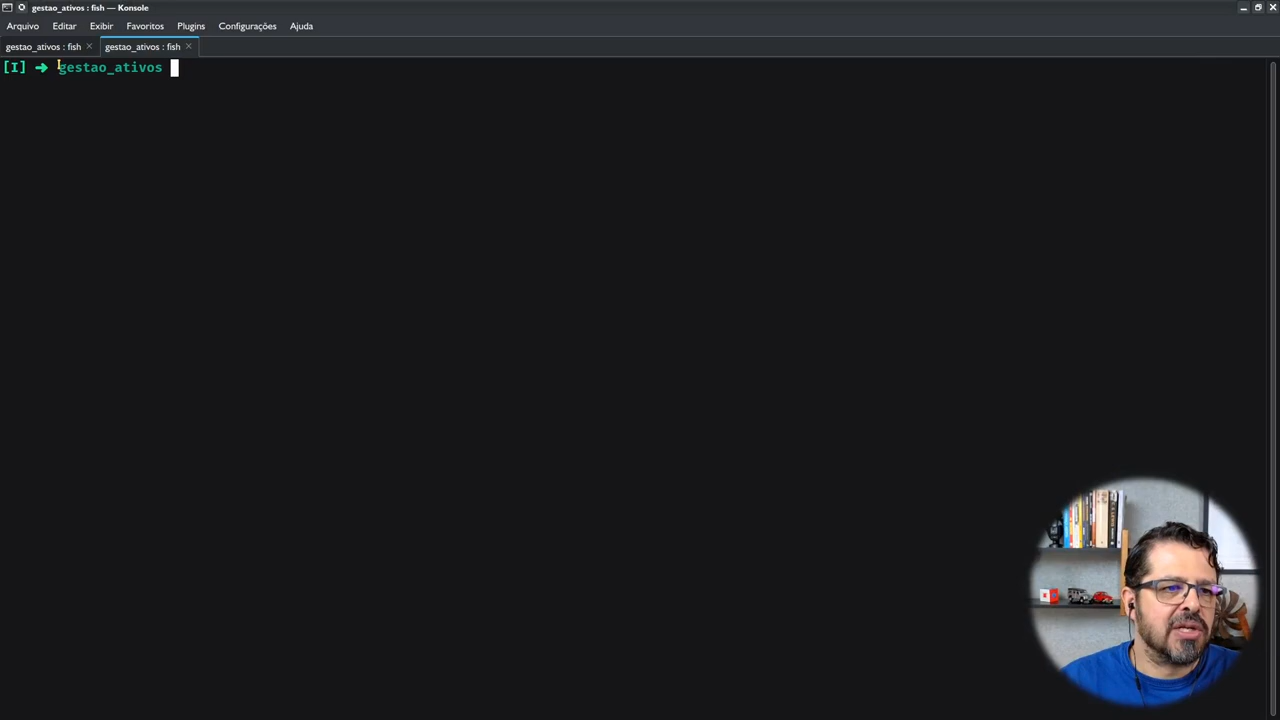 gestao_ativos : fish — Konsole
Arquivo Editar Exibir Favoritos Plugins Configurações Ajuda
gestao_ativos : fish gestao_ativos : fish
[I] ➜ gestao_ativos